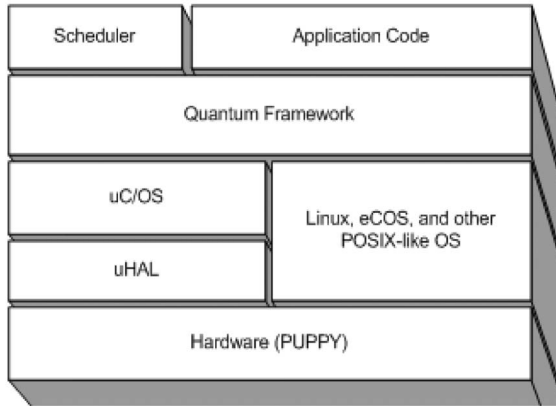 Scheduler
Application Code
Quantum Framework
uC/OS
Linux, eCOS, and other
POSIX-like OS
uHAL
Hardware (PUPPY)